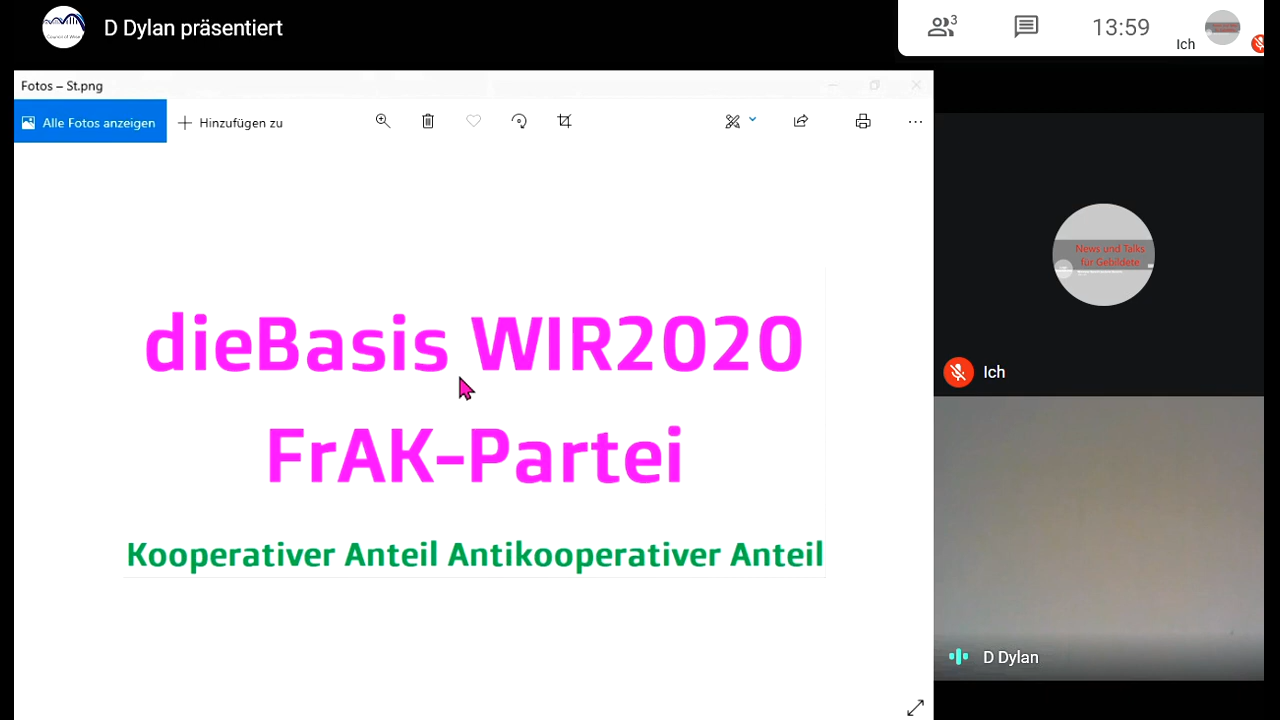 D Dylan präsentiert
3
13:59
Ich
Fotos – St.png
Alle Fotos anzeigen
Hinzufügen zu
dieBasis WIR2020
FrAK-Partei
Kooperativer Anteil Antikooperativer Anteil
News und Talks
für Gebildete
Ich
D Dylan